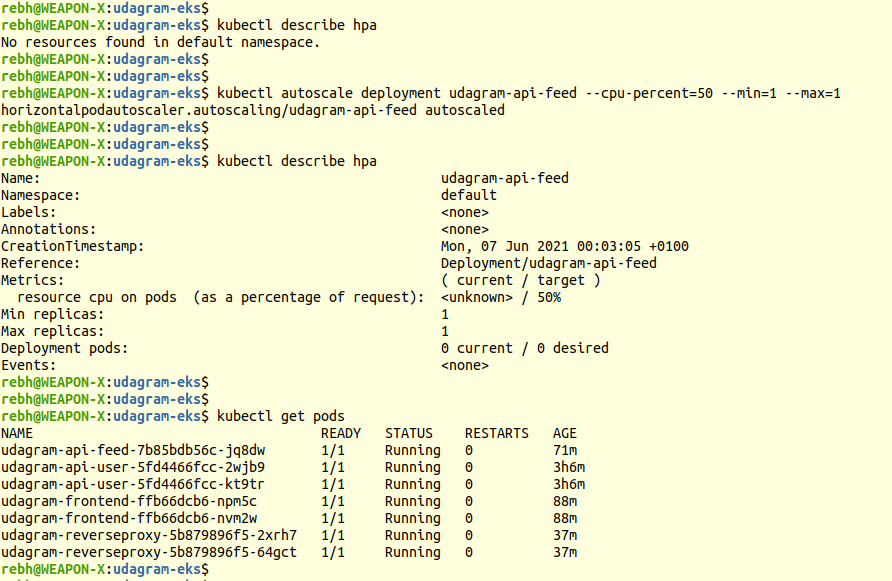 rebh@WEAPON-X:udagram-eks$
rebh@WEAPON-X:udagram-eks$ kubectl describe hpa
No resources found in default namespace.
rebh@WEAPON-X:udagram-eks$
rebh@WEAPON-X:udagram-eks$
rebh@WEAPON-X:udagram-eks$ kubectl autoscale deployment udagram-api-feed --cpu-percent=50 --min=1 --max=1
horizontalpodautoscaler.autoscaling/udagram-api-feed autoscaled
rebh@WEAPON-X:udagram-eks$
rebh@WEAPON-X:udagram-eks$
rebh@WEAPON-X:udagram-eks$ kubectl describe hpa
Name: udagram-api-feed
Namespace: default
Labels: <none>
Annotations: <none>
CreationTimestamp: Mon, 07 Jun 2021 00:03:05 +0100
Reference: Deployment/udagram-api-feed
Metrics: ( current / target )
resource cpu on pods (as a percentage of request): <unknown> / 50%
Min replicas: 1
Max replicas: 1
Deployment pods: 0 current / 0 desired
Events: <none>
rebh@WEAPON-X:udagram-eks$
rebh@WEAPON-X:udagram-eks$
rebh@WEAPON-X:udagram-eks$ kubectl get pods
NAME READY STATUS RESTARTS AGE
udagram-api-feed-7b85bdb56c-jq8dw 1/1 Running 0 71m
udagram-api-user-5fd4466fcc-2wjb9 1/1 Running 0 3h6m
udagram-api-user-5fd4466fcc-kt9tr 1/1 Running 0 3h6m
udagram-frontend-ffb66dcb6-npm5c 1/1 Running 0 88m
udagram-frontend-ffb66dcb6-nvm2w 1/1 Running 0 88m
udagram-reverseproxy-5b879896f5-2xrh7 1/1 Running 0 37m
udagram-reverseproxy-5b879896f5-64gct 1/1 Running 0 37m
rebh@WEAPON-X:udagram-eks$